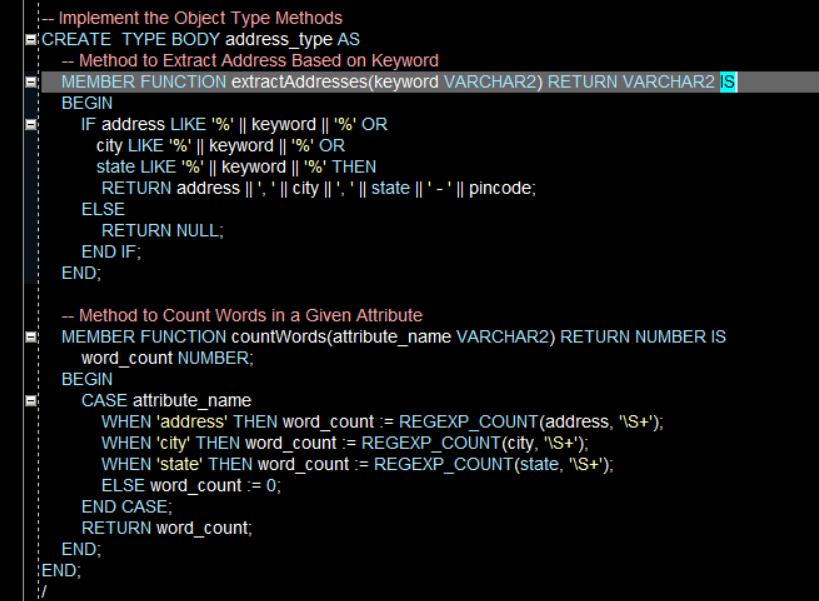 -- Implement the Object Type Methods
CREATE  TYPE BODY address_type AS
-- Method to Extract Address Based on Keyword
MEMBER FUNCTION extractAddresses(keyword VARCHAR2) RETURN VARCHAR2 IS
BEGIN
IF address LIKE '%' || keyword || '%' OR
city LIKE '%' || keyword || '%' OR
state LIKE '%' || keyword || '%' THEN
RETURN address || ', ' || city || ', ' || state || ' - ' || pincode;
ELSE
RETURN NULL;
END IF;
END;
-- Method to Count Words in a Given Attribute
MEMBER FUNCTION countWords(attribute_name VARCHAR2) RETURN NUMBER IS
word_count NUMBER;
BEGIN
CASE attribute_name
WHEN 'address' THEN word_count := REGEXP_COUNT(address, '\S+');
WHEN 'city' THEN word_count := REGEXP_COUNT(city, '\S+');
WHEN 'state' THEN word_count := REGEXP_COUNT(state, '\S+');
ELSE word_count := 0;
END CASE;
RETURN word_count;
END;
END;
/